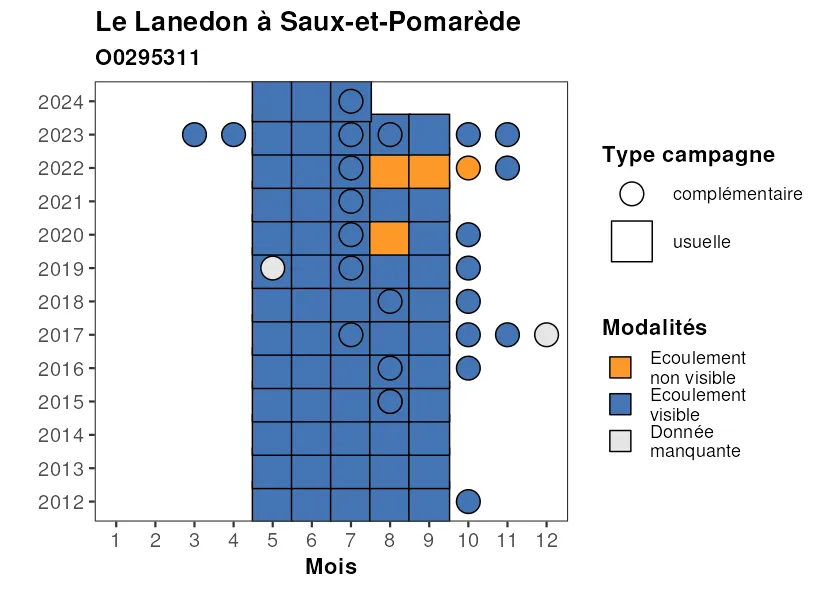 Le Lanedon à Saux-et-Pomarède
O0295311
2024
2023
2022
2021
2020
2019
2018
2017
2016
2015
2014
2013
2012
1 2 3 4 5 6 7 8 9 10 11 12
Mois
Type campagne
complémentaire
usuelle
Modalités
Ecoulement
non visible
Ecoulement
visible
Donnée
manquante